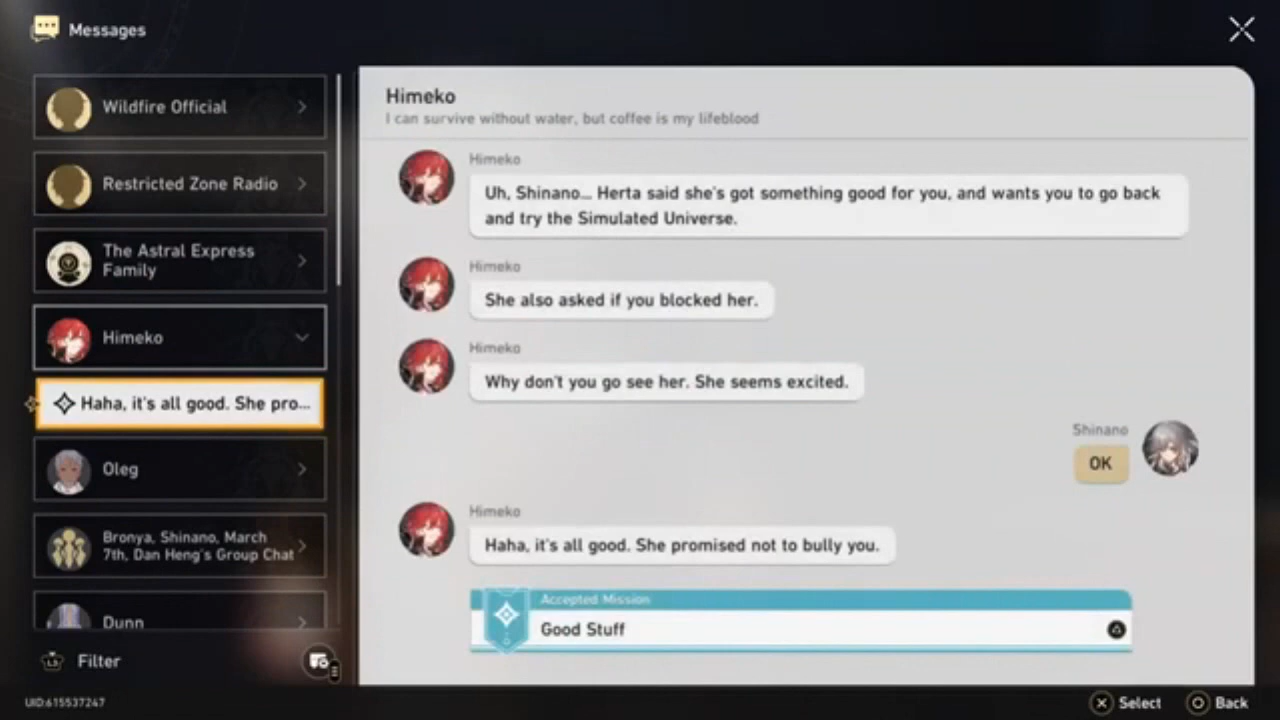 Messages
Wildfire Official
Restricted Zone Radio
The Astral Express
Family
Himeko
Haha, it's all good. She pro...
Oleg
Bronya, Shinano, March
7th, Dan Heng's Group Chat
Dunn
L3
Filter
UID:615537247
Himeko
I can survive without water, but coffee is my lifeblood
Himeko
Uh, Shinano... Herta said she's got something good for you, and wants you to go back
and try the Simulated Universe.
Himeko
She also asked if you blocked her.
Himeko
Why don't you go see her. She seems excited.
Shinano
OK
Himeko
Haha, it's all good. She promised not to bully you.
Accepted Mission
Good Stuff
Select
Back